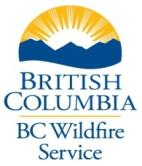 BRITISH
COLUMBIA
BC Wildfire
Service